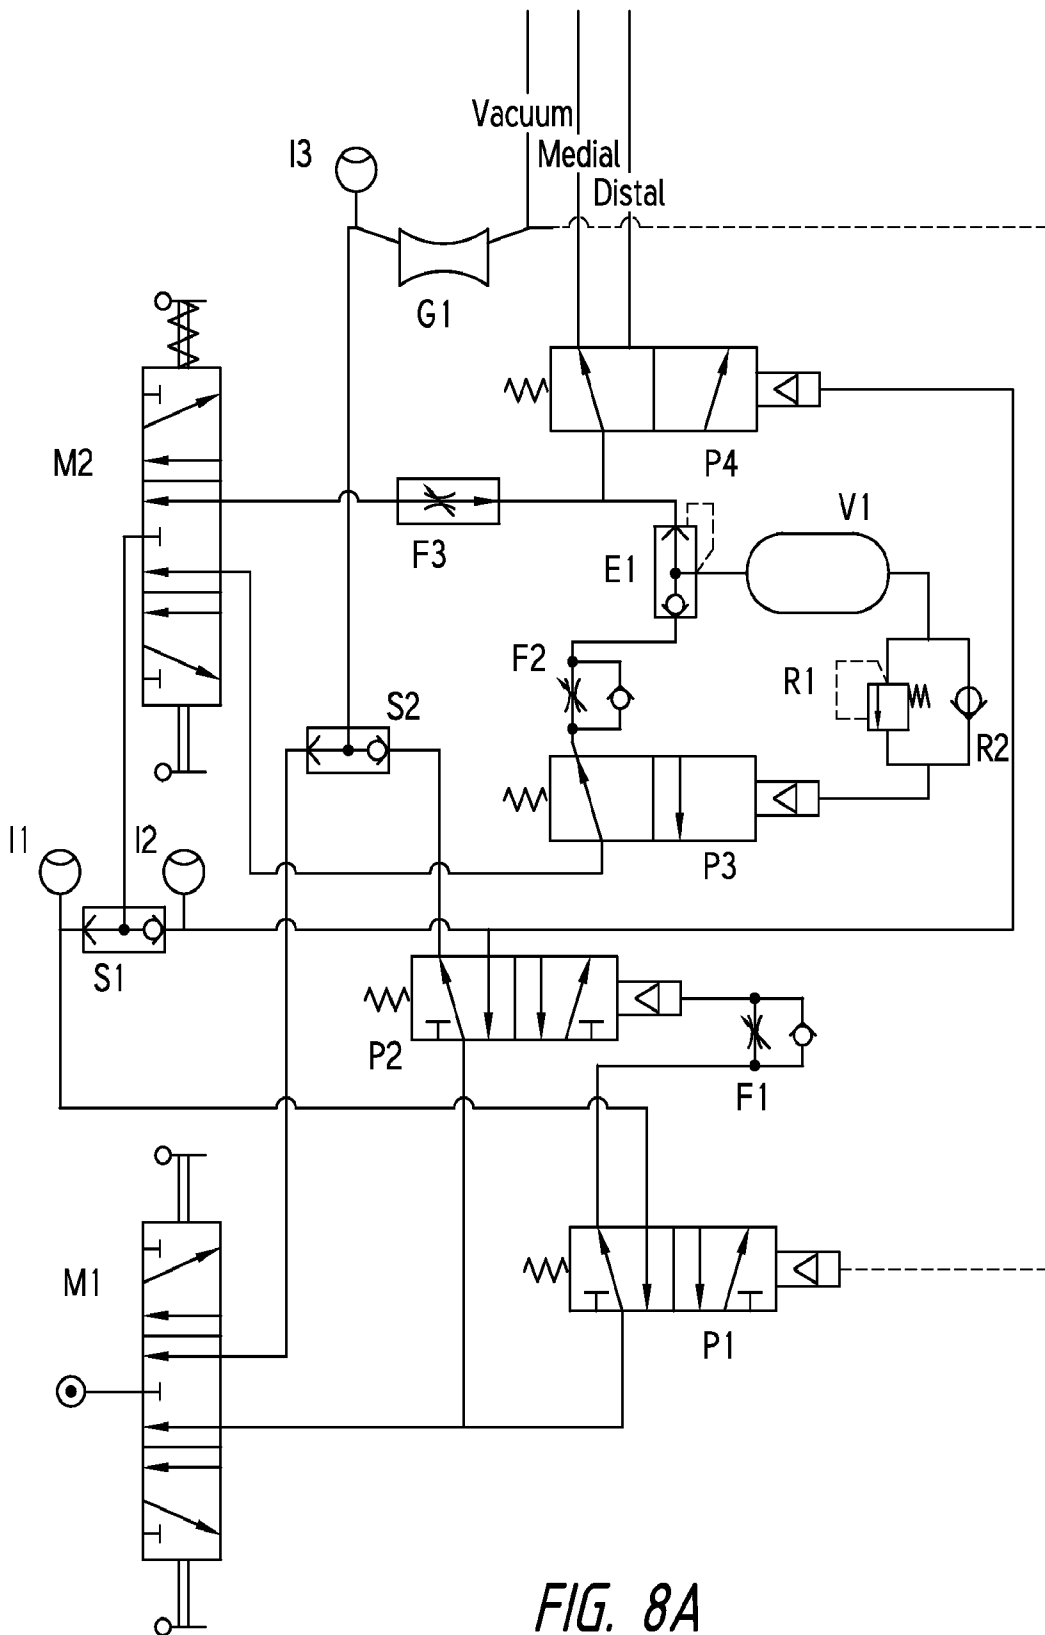 Vacuum
I3
Medial
Distal
G1
M2
P4
V1
F3
E1
F2
R1
S2
R2
I1
I2
P3
S1
P2
F1
M1
P1
FIG. 8A